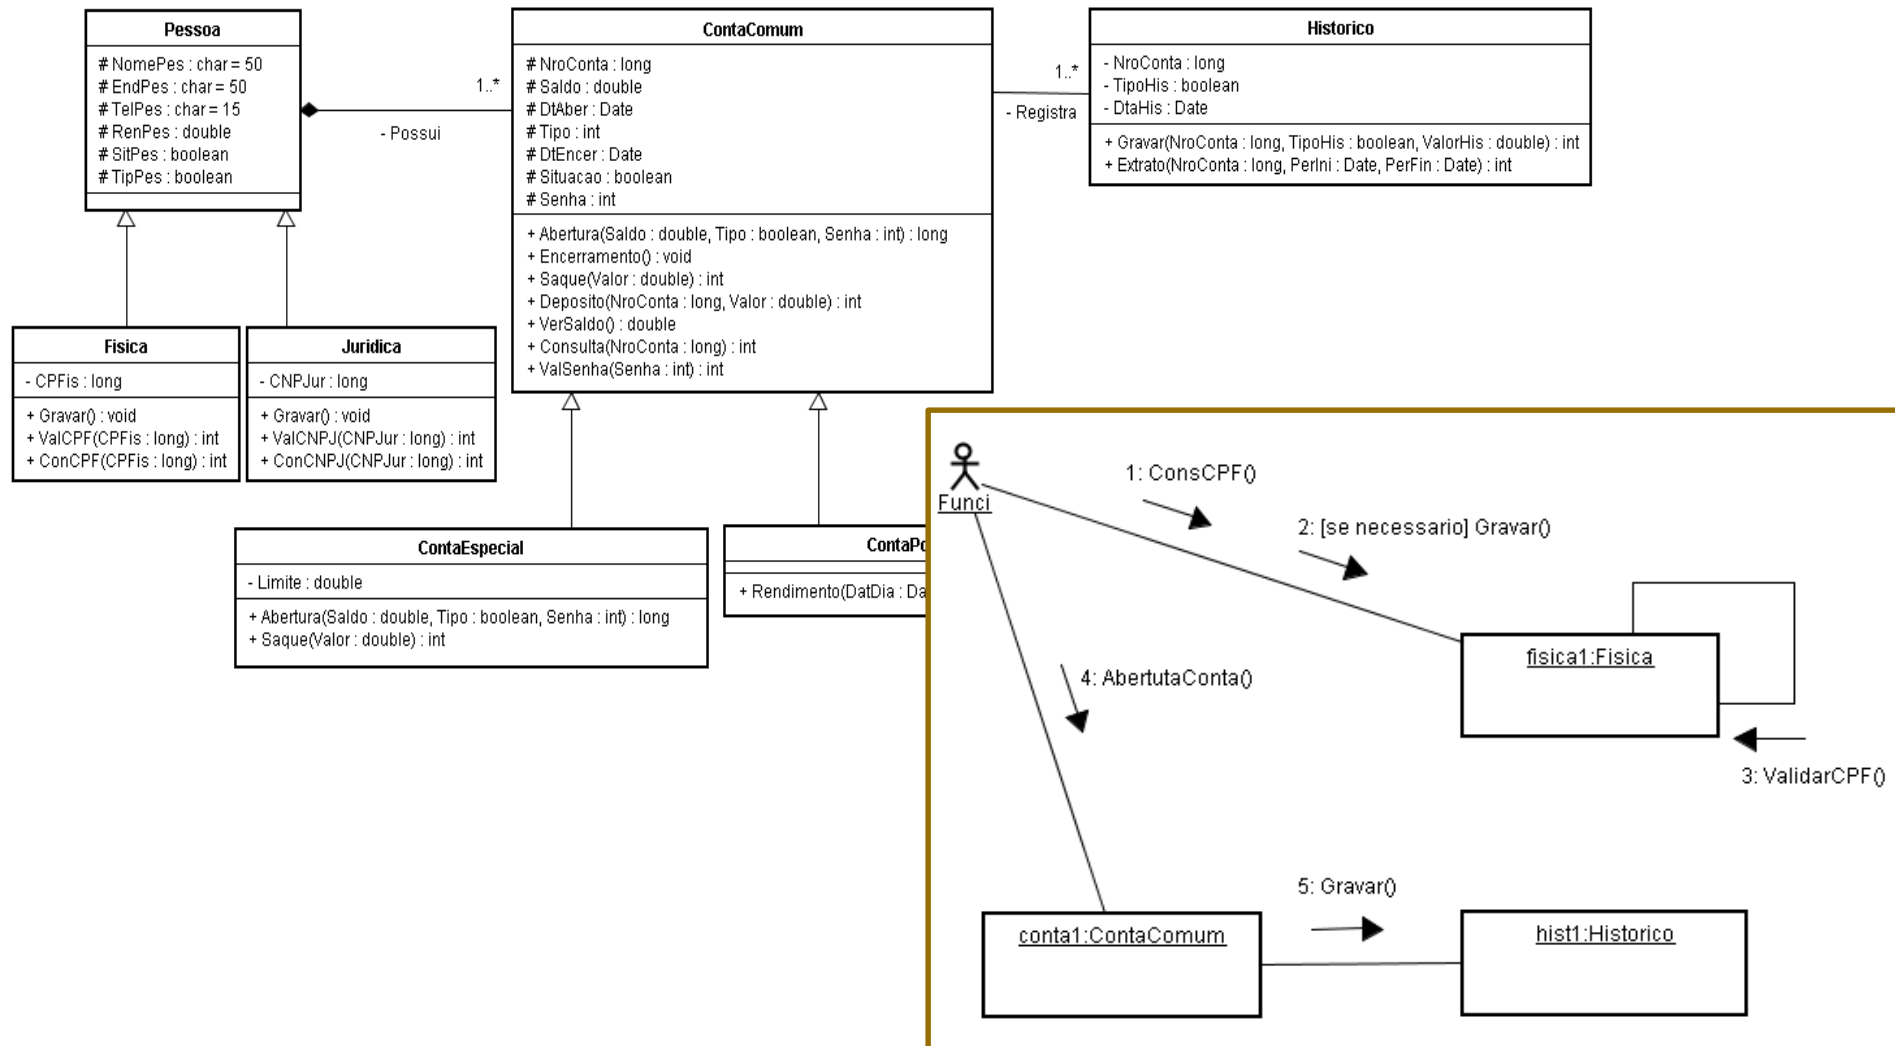 Pessoa
# NomePes : char = 50
# EndPes : char = 50
# TelPes : char = 15
# RenPes : double
# SitPes : boolean
# TipPes : boolean
1..*
- Possui
ContaComum
# NroConta : long
# Saldo : double
# DtAber : Date
# Tipo : int
# DtEncer : Date
# Situacao : boolean
# Senha : int
+ Abertura(Saldo : double, Tipo : boolean, Senha : int) : long
+ Encerramento() : void
+ Saque(Valor : double) : int
+ Deposito(NroConta : long, Valor : double) : int
+ VerSaldo() : double
+ Consulta(NroConta : long) : int
+ ValSenha(Senha : int) : int
1..*
- Registra
Historico
- NroConta : long
- TipoHis : boolean
- DtaHis : Date
+ Gravar(NroConta : long, TipoHis : boolean, ValorHis : double) : int
+ Extrato(NroConta : long, PerIni : Date, PerFin : Date) : int
Fisica
- CPFis : long
+ Gravar() : void
+ ValCPF(CPFis : long) : int
+ ConCPF(CPFis : long) : int
Juridica
- CNPJur : long
+ Gravar() : void
+ ValCNPJ(CNPJur : long) : int
+ ConCNPJ(CNPJur : long) : int
ContaEspecial
- Limite : double
+ Abertura(Saldo : double, Tipo : boolean, Senha : int) : long
+ Saque(Valor : double) : int
+ Rendimento(DatDia :
Funci
1: ConsCPF()
2: [se necessario] Gravar()
fisica1:Fisica
3: ValidarCPF()
4: AbertutaConta()
5: Gravar()
conta1:ContaComum
hist1:Historico